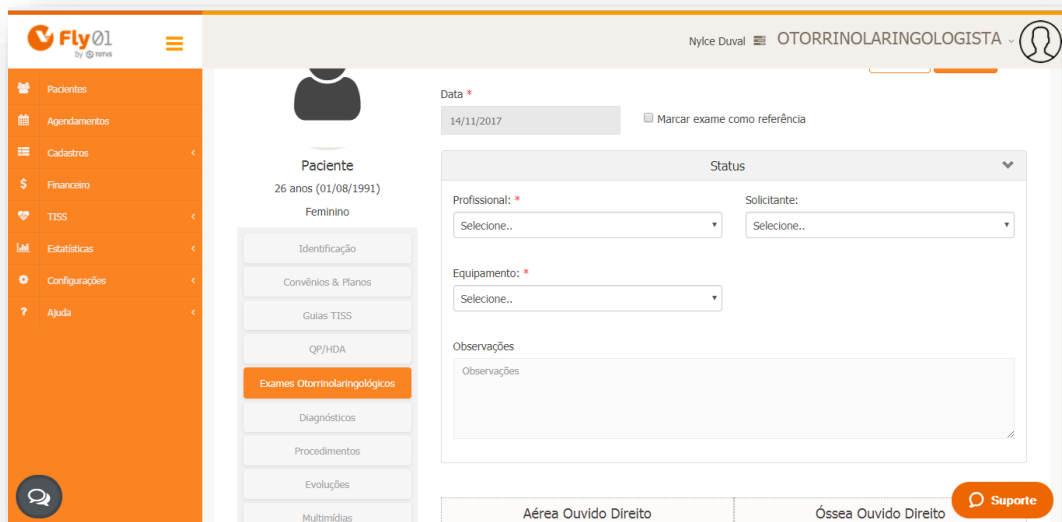 Fly01
by TOTVS
Nylce Duval OTORRINOLARINGOLOGISTA
Pacientes
Agendamentos
Cadastros
Financeiro
TISS
Estatísticas
Configurações
Ajuda
Paciente
26 anos (01/08/1991)
Feminino
Identificação
Convênios & Planos
Guias TISS
QP/HDA
Exames Otorrinolaringológicos
Diagnósticos
Procedimentos
Evoluções
Multimídias
Data *
14/11/2017
Marcar exame como referência
Status
Profissional: *
Solicitante:
Selecione..
Selecione..
Equipamento: *
Selecione..
Observações
Observações
Aérea Ouvido Direito
Óssea Ouvido Direito
Suporte